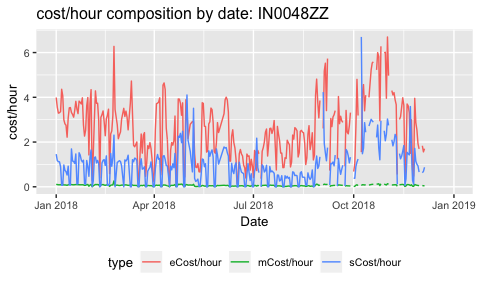 cost/hour composition by date: IN0048ZZ
cost/hour
6
4
2
0
Jan 2018 Apr 2018 Jul 2018 Oct 2018 Jan 2019
Date
type eCost/hour mCost/hour sCost/hour